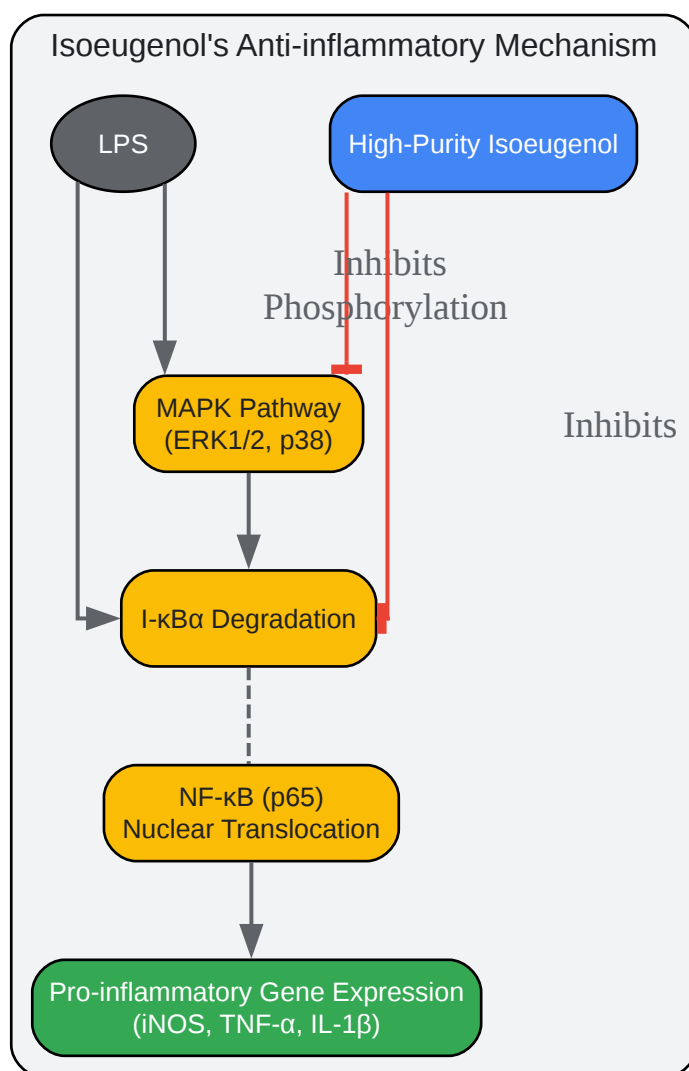 Isoeugenol's Anti-inflammatory Mechanism
LPS
High-Purity Isoeugenol
Inhibits
Phosphorylation
MAPK Pathway
(ERK1/2, p38)
Inhibits
I-κBα Degradation
NF-κB (p65)
Nuclear Translocation
Pro-inflammatory Gene Expression
(iNOS, TNF-α, IL-1β)